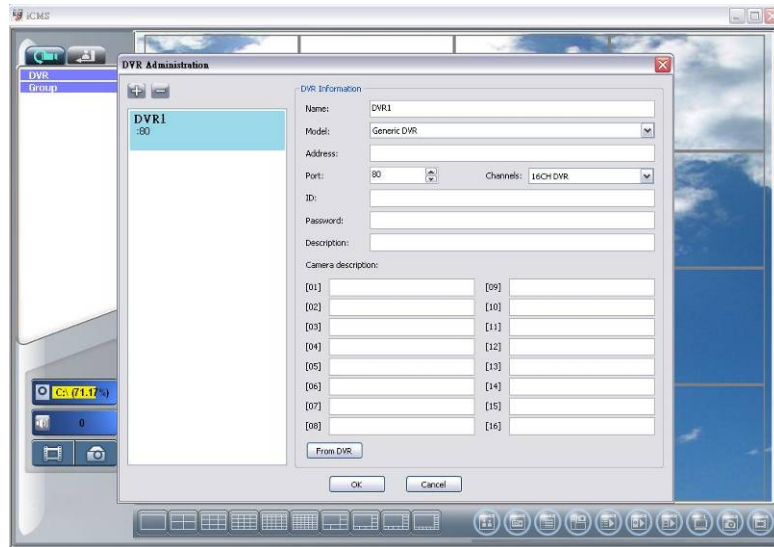 iCMS
DVR Administration
DVR
Group
DVR1
:80
DVR Information
Name: DVR1
Model: Generic DVR
Address:
Port: 80 Channels: 16CH DVR
ID:
Password:
Description:
Camera description:
[01] [09]
[02] [10]
[03] [11]
[04] [12]
[05] [13]
[06] [14]
[07] [15]
[08] [16]
From DVR
OK Cancel
C:\ (71.17%)
0